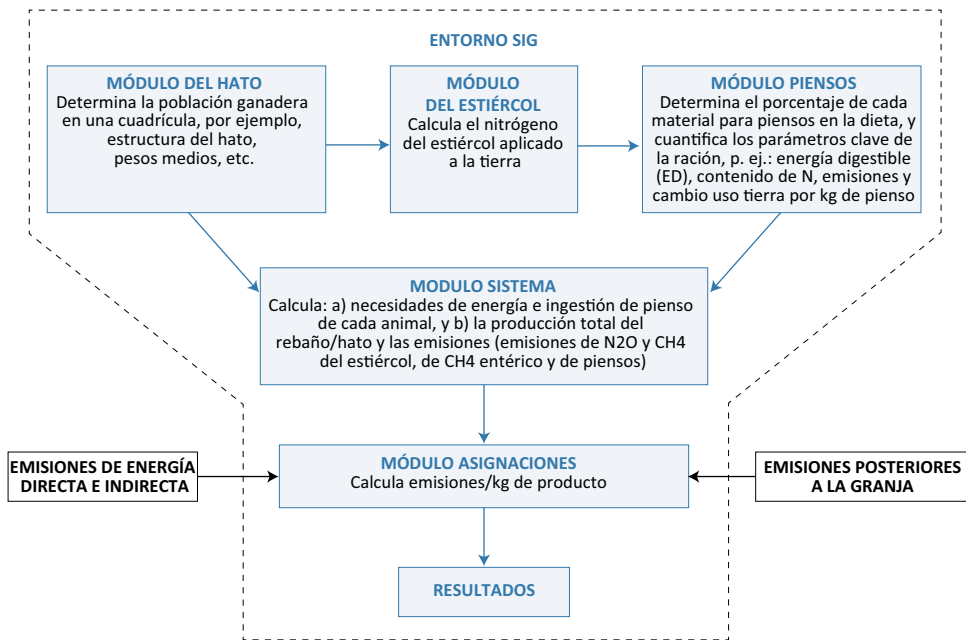 ENTORNO SIG
MÓDULO DEL HATO
Determina la población ganadera
en una cuadrícula, por ejemplo,
estructura del hato,
pesos medios, etc.
MÓDULO
DEL ESTIÉRCOL
Calcula el nitrógeno
del estiércol aplicado
a la tierra
MÓDULO PIENSOS
Determina el porcentaje de cada
material para piensos en la dieta, y
cuantifica los parámetros clave de
la ración, p. ej.: energía digestible
(ED), contenido de N, emisiones y
cambio uso tierra por kg de pienso
MODULO SISTEMA
Calcula: a) necesidades de energía e ingestión de pienso
de cada animal, y b) la producción total del
rebaño/hato y las emisiones (emisiones de N2O y CH4
del estiércol, de CH4 entérico y de piensos)
EMISIONES DE ENERGÍA
DIRECTA E INDIRECTA
MÓDULO ASIGNACIONES
Calcula emisiones/kg de producto
EMISIONES POSTERIORES
A LA GRANJA
RESULTADOS